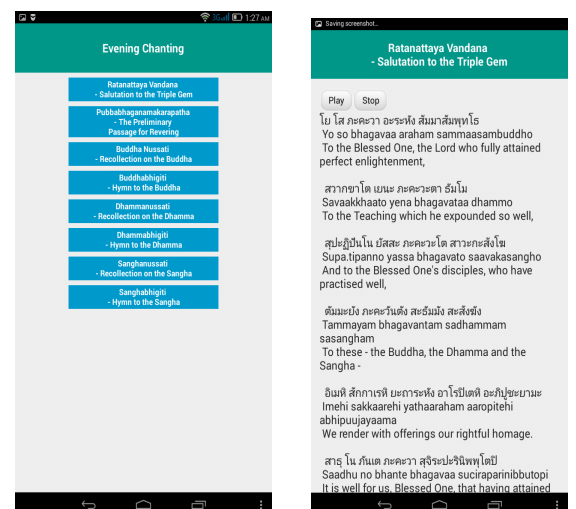 3G 1:27 AM
Evening Chanting
Ratanattaya Vandana
- Salutation to the Triple Gem
Pubbabhaganamakarapatha
- The Preliminary
Passage for Revering
Buddha Nussati
- Recollection on the Buddha
Buddhabhigiti
- Hymn to the Buddha
Dhammanussati
- Recollection on the Dhamma
Dhammabhigiti
- Hymn to the Dhamma
Sanghanussati
- Recollection on the Sangha
Sanghabhigiti
- Hymn to the Sangha
Saving screenshot...
Ratanattaya Vandana
- Salutation to the Triple Gem
Play Stop
โย โส ภะคะวา อะระหัง สัมมาสัมพุทโธ
Yo so bhagavaa araham sammaasambuddho
To the Blessed One, the Lord who fully attained
perfect enlightenment,
สวากขาโต เยนะ ภะคะวะตา ธัมโม
Savaakkhaato yena bhagavataa dhammo
To the Teaching which he expounded so well,
สุปะฏิปันโน ยัสสะ ภะคะวะโต สาวะกะสังโฆ
Supa.tipanno yassa bhagavato saavakasangho
And to the Blessed One's disciples, who have
practised well,
ตัมมะยัง ภะคะวันตัง สะธัมมัง สะสังฆัง
Tammayam bhagavantam sadhammam
sasangham
To these - the Buddha, the Dhamma and the
Sangha -
อิเมหิ สักกาเรหิ ยะถาระหัง อาโรปิเตหิ อะภิปูชะยามะ
Imehi sakkaarehi yathaaraham aaropitehi
abhipuujayaama
We render with offerings our rightful homage.
สาธุ โน ภันเต ภะคะวา สุจิระปะรินิพพุโตปิ
Saadhu no bhante bhagavaa suciraparinibbutopi
It is well for us, Blessed One, that having attained